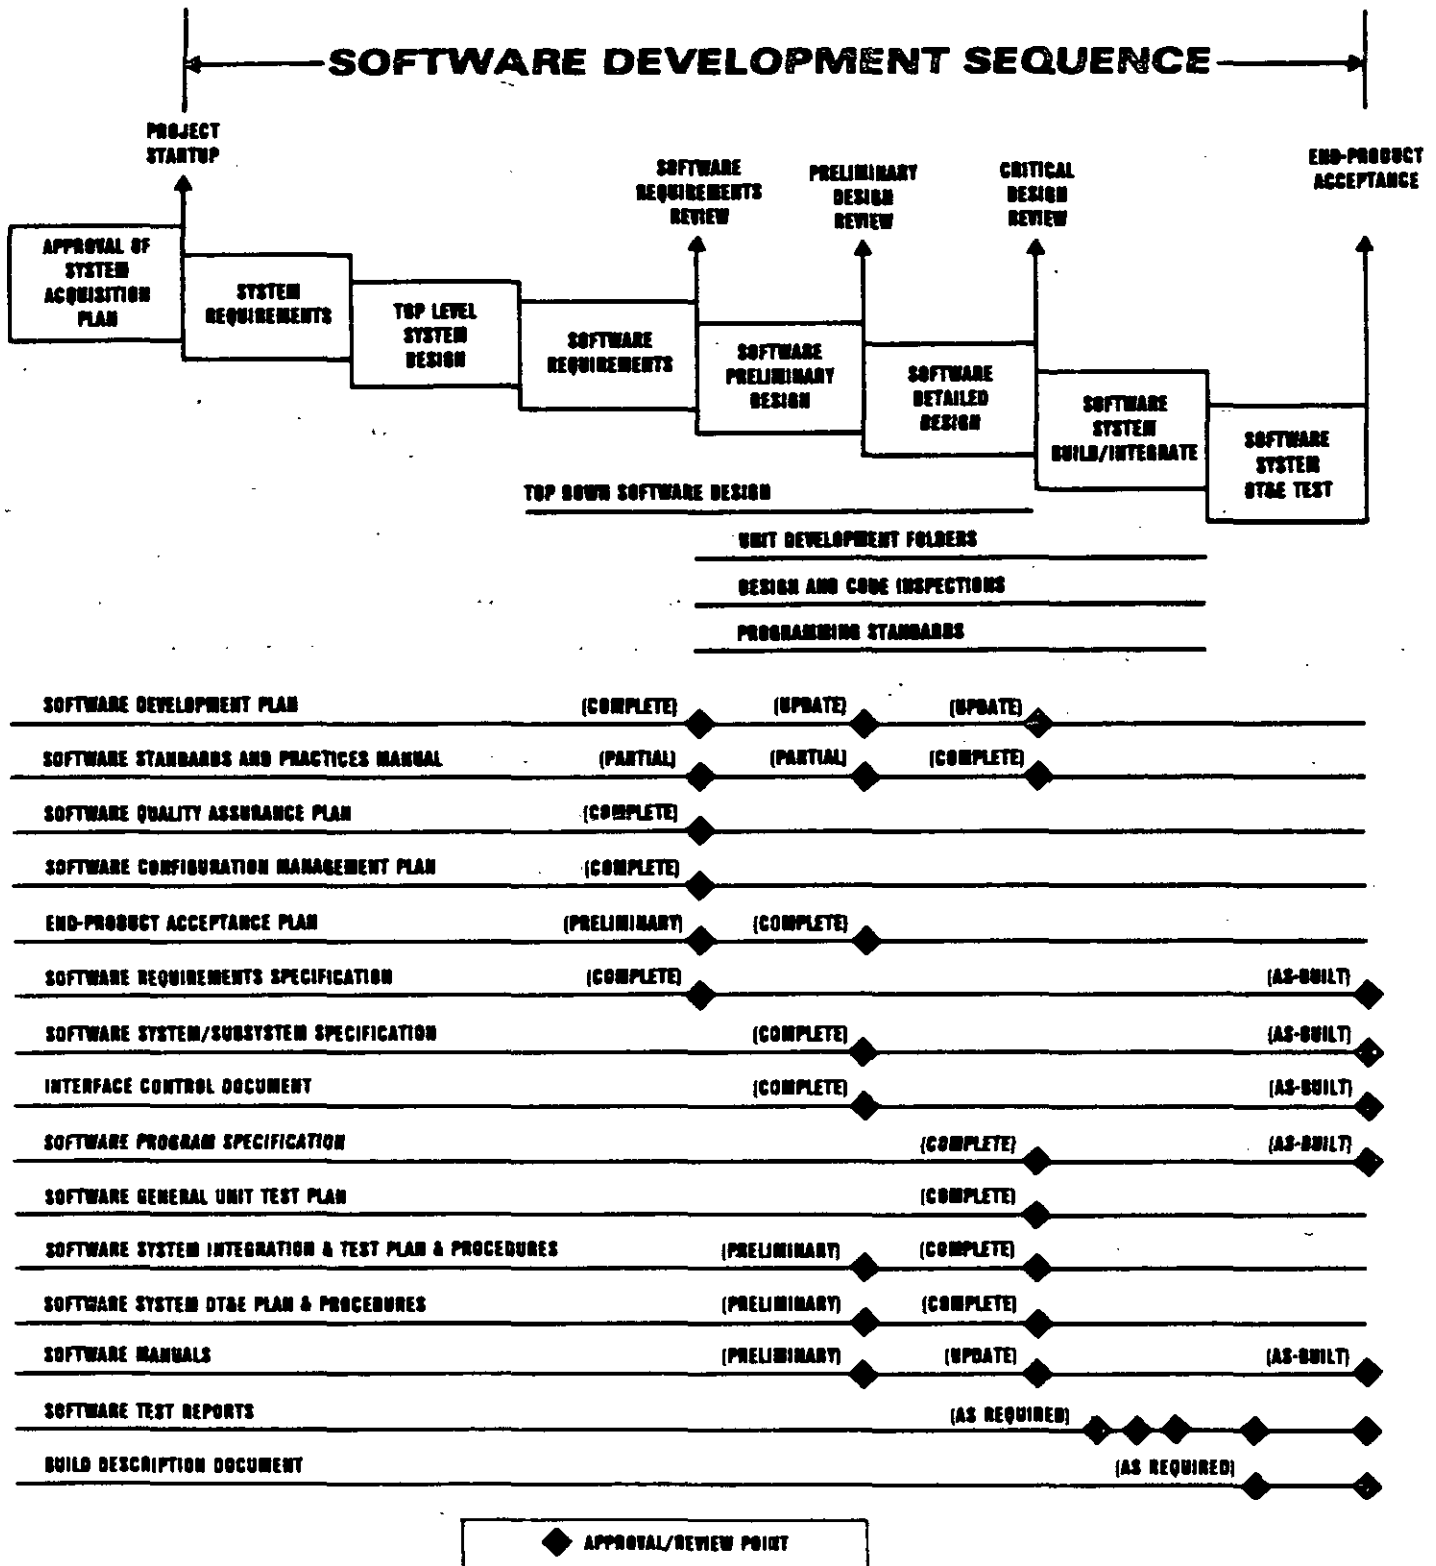 SOFTWARE DEVELOPMENT SEQUENCE
PROJECT
STARTUP
SOFTWARE
REQUIREMENTS
REVIEW
PRELIMINARY
DESIGN
REVIEW
CRITICAL
DESIGN
REVIEW
END-PRODUCT
ACCEPTANCE
APPROVAL OF
SYSTEM
ACQUISITION
PLAN
SYSTEM
REQUIREMENTS
TOP LEVEL
SYSTEM
DESIGN
SOFTWARE
REQUIREMENTS
SOFTWARE
PRELIMINARY
DESIGN
SOFTWARE
DETAILED
DESIGN
SOFTWARE
SYSTEM
BUILD/INTEGRATE
SOFTWARE
SYSTEM
DT&E TEST
TOP DOWN SOFTWARE DESIGN
UNIT DEVELOPMENT FOLDERS
DESIGN AND CODE INSPECTIONS
PROGRAMMING STANDARDS
SOFTWARE DEVELOPMENT PLAN (COMPLETE) (UPDATE) (UPDATE)
SOFTWARE STANDARDS AND PRACTICES MANUAL (PARTIAL) (PARTIAL) (COMPLETE)
SOFTWARE QUALITY ASSURANCE PLAN (COMPLETE)
SOFTWARE CONFIGURATION MANAGEMENT PLAN (COMPLETE)
END-PRODUCT ACCEPTANCE PLAN (PRELIMINARY) (COMPLETE)
SOFTWARE REQUIREMENTS SPECIFICATION (COMPLETE) (AS-BUILT)
SOFTWARE SYSTEM/SUBSYSTEM SPECIFICATION (COMPLETE) (AS-BUILT)
INTERFACE CONTROL DOCUMENT (COMPLETE) (AS-BUILT)
SOFTWARE PROGRAM SPECIFICATION (COMPLETE) (AS-BUILT)
SOFTWARE GENERAL UNIT TEST PLAN (COMPLETE)
SOFTWARE SYSTEM INTEGRATION & TEST PLAN & PROCEDURES (PRELIMINARY) (COMPLETE)
SOFTWARE SYSTEM DT&E PLAN & PROCEDURES (PRELIMINARY) (COMPLETE)
SOFTWARE MANUALS (PRELIMINARY) (UPDATE) (AS-BUILT)
SOFTWARE TEST REPORTS (AS REQUIRED)
BUILD DESCRIPTION DOCUMENT (AS REQUIRED)
APPROVAL/REVIEW POINT